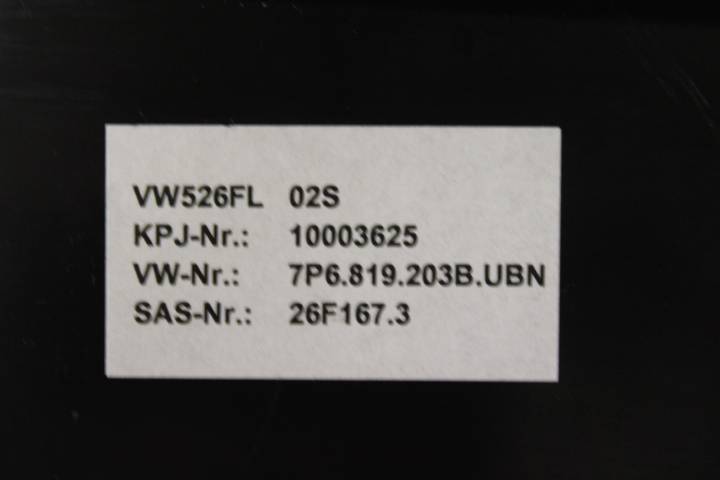 VW526FL 02S
KPJ-Nr.: 10003625
VW-Nr.: 7P6.819.203B.UBN
SAS-Nr.: 26F167.3